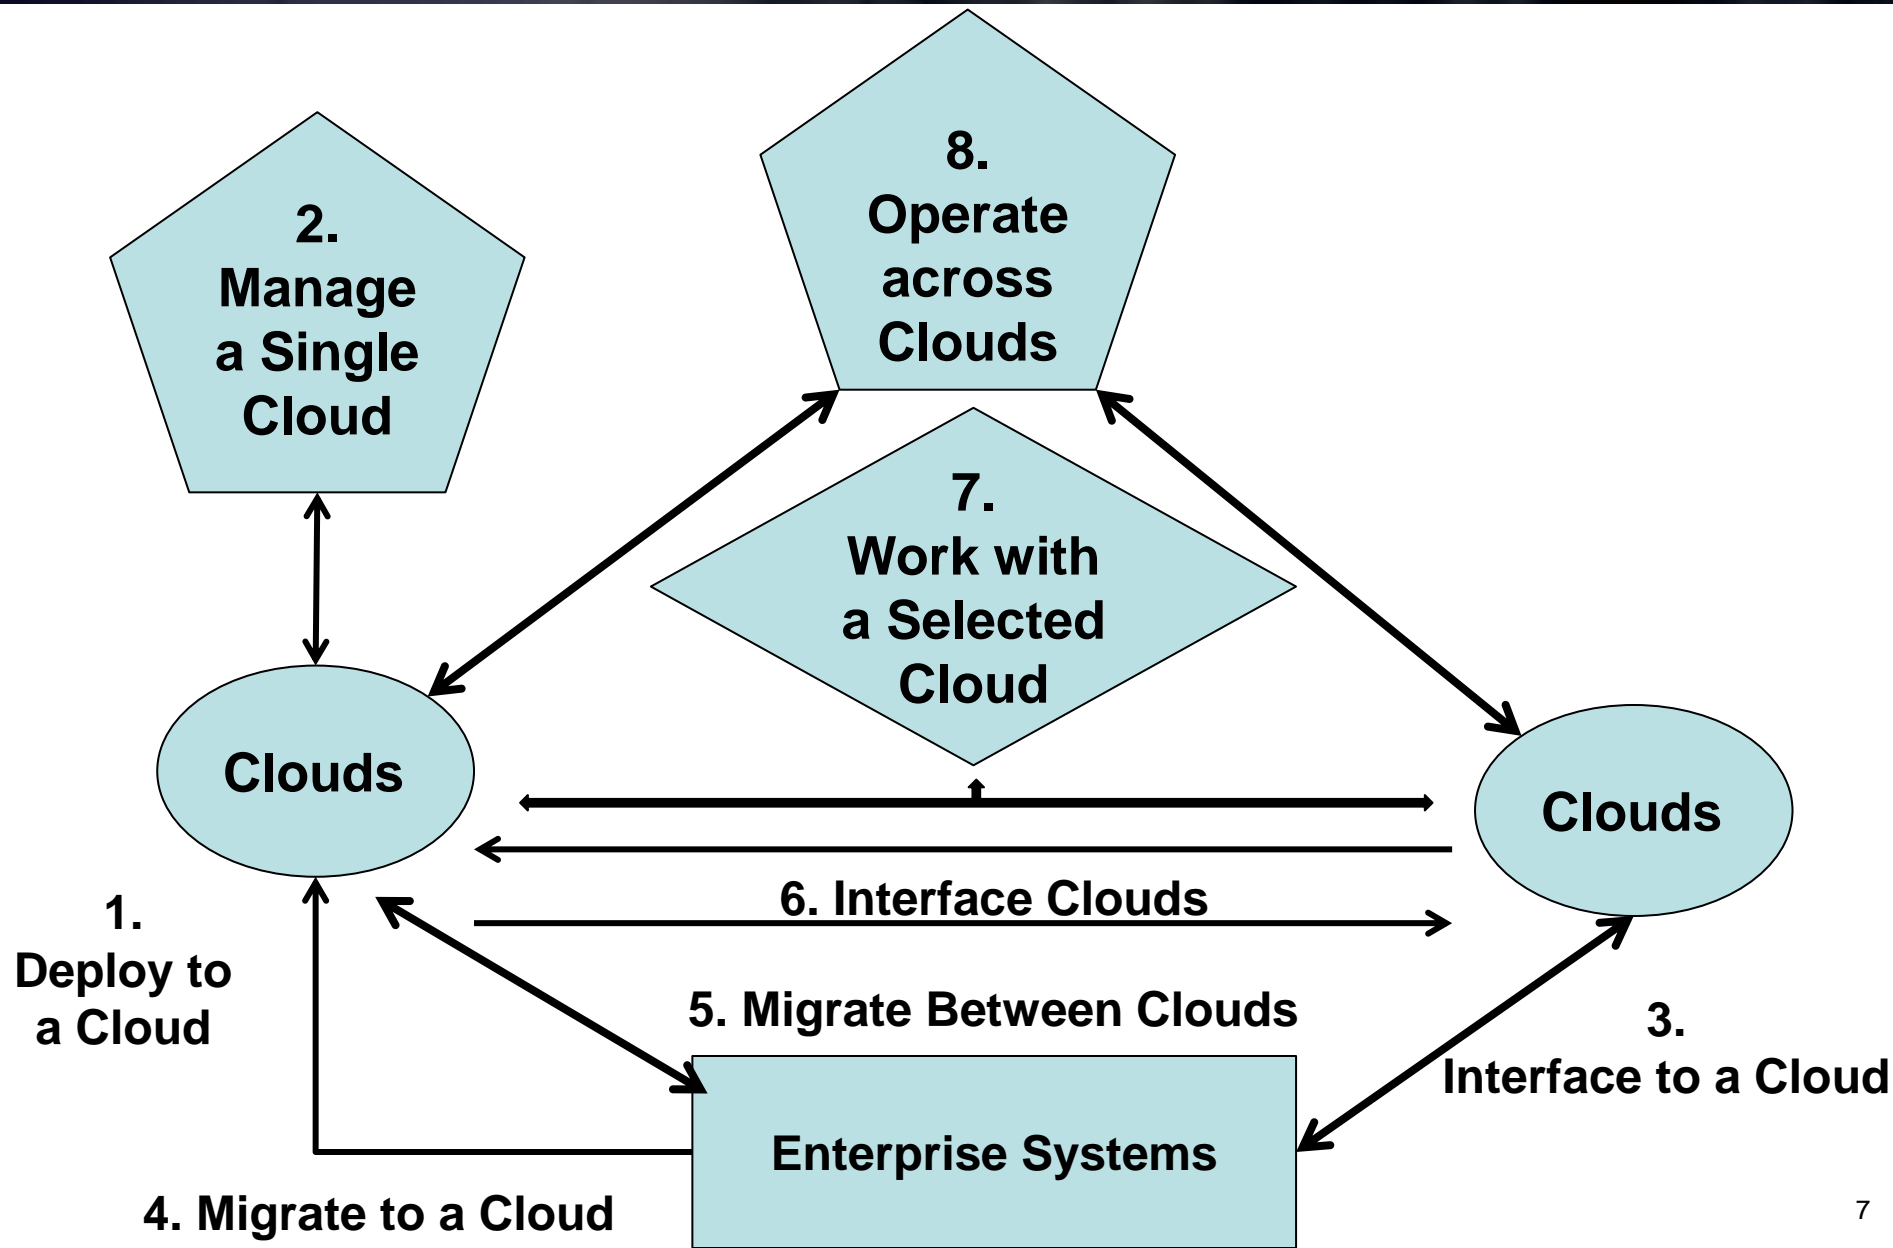 8.
Operate
across
Clouds
2.
Manage
a Single
Cloud
7.
Work with
a Selected
Cloud
Clouds
Clouds
6. Interface Clouds
1.
Deploy to
a Cloud
5. Migrate Between Clouds
3.
Interface to a Cloud
Enterprise Systems
4. Migrate to a Cloud
7